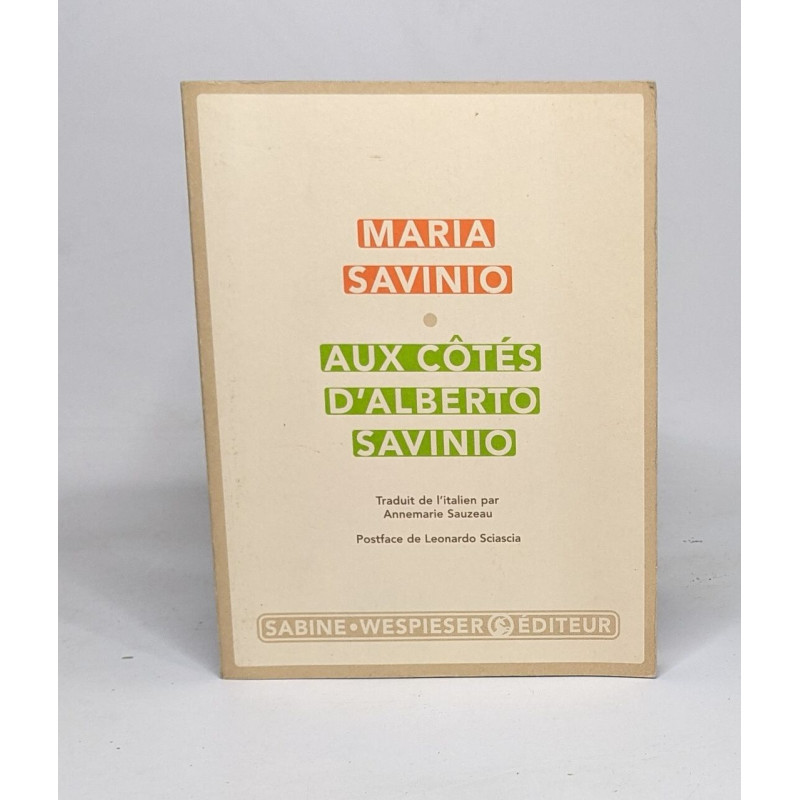 MARIA
SAVINIO
AUX CÔTÉS
D'ALBERTO
SAVINIO
Traduit de l'italien par
Annemarie Sauzeau
Postface de Leonardo Sciascia
SABINE • WESPIESER ÉDITEUR